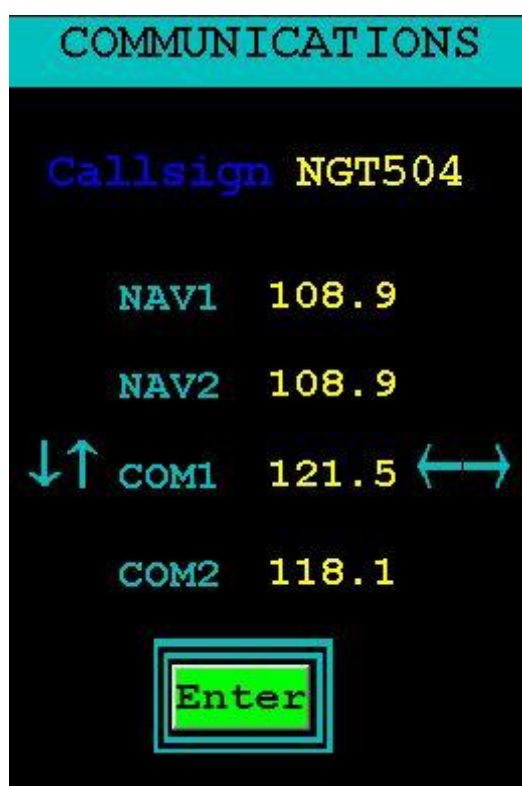 COMMUNICATIONS
Callsign NGT504
NAV1 108.9
NAV2 108.9
↓↑ COM1 121.5 ←→
COM2 118.1
Enter